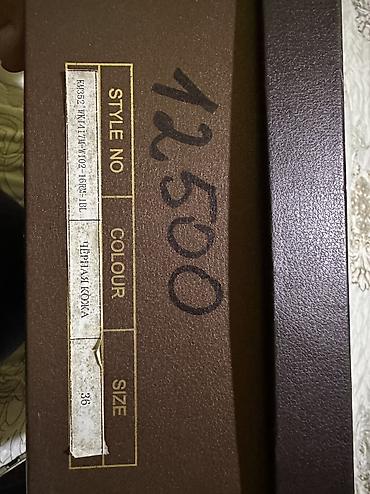 12500
STYLE NO
COLOUR
SIZE
ЧЕРНАЯ КОЖА
36